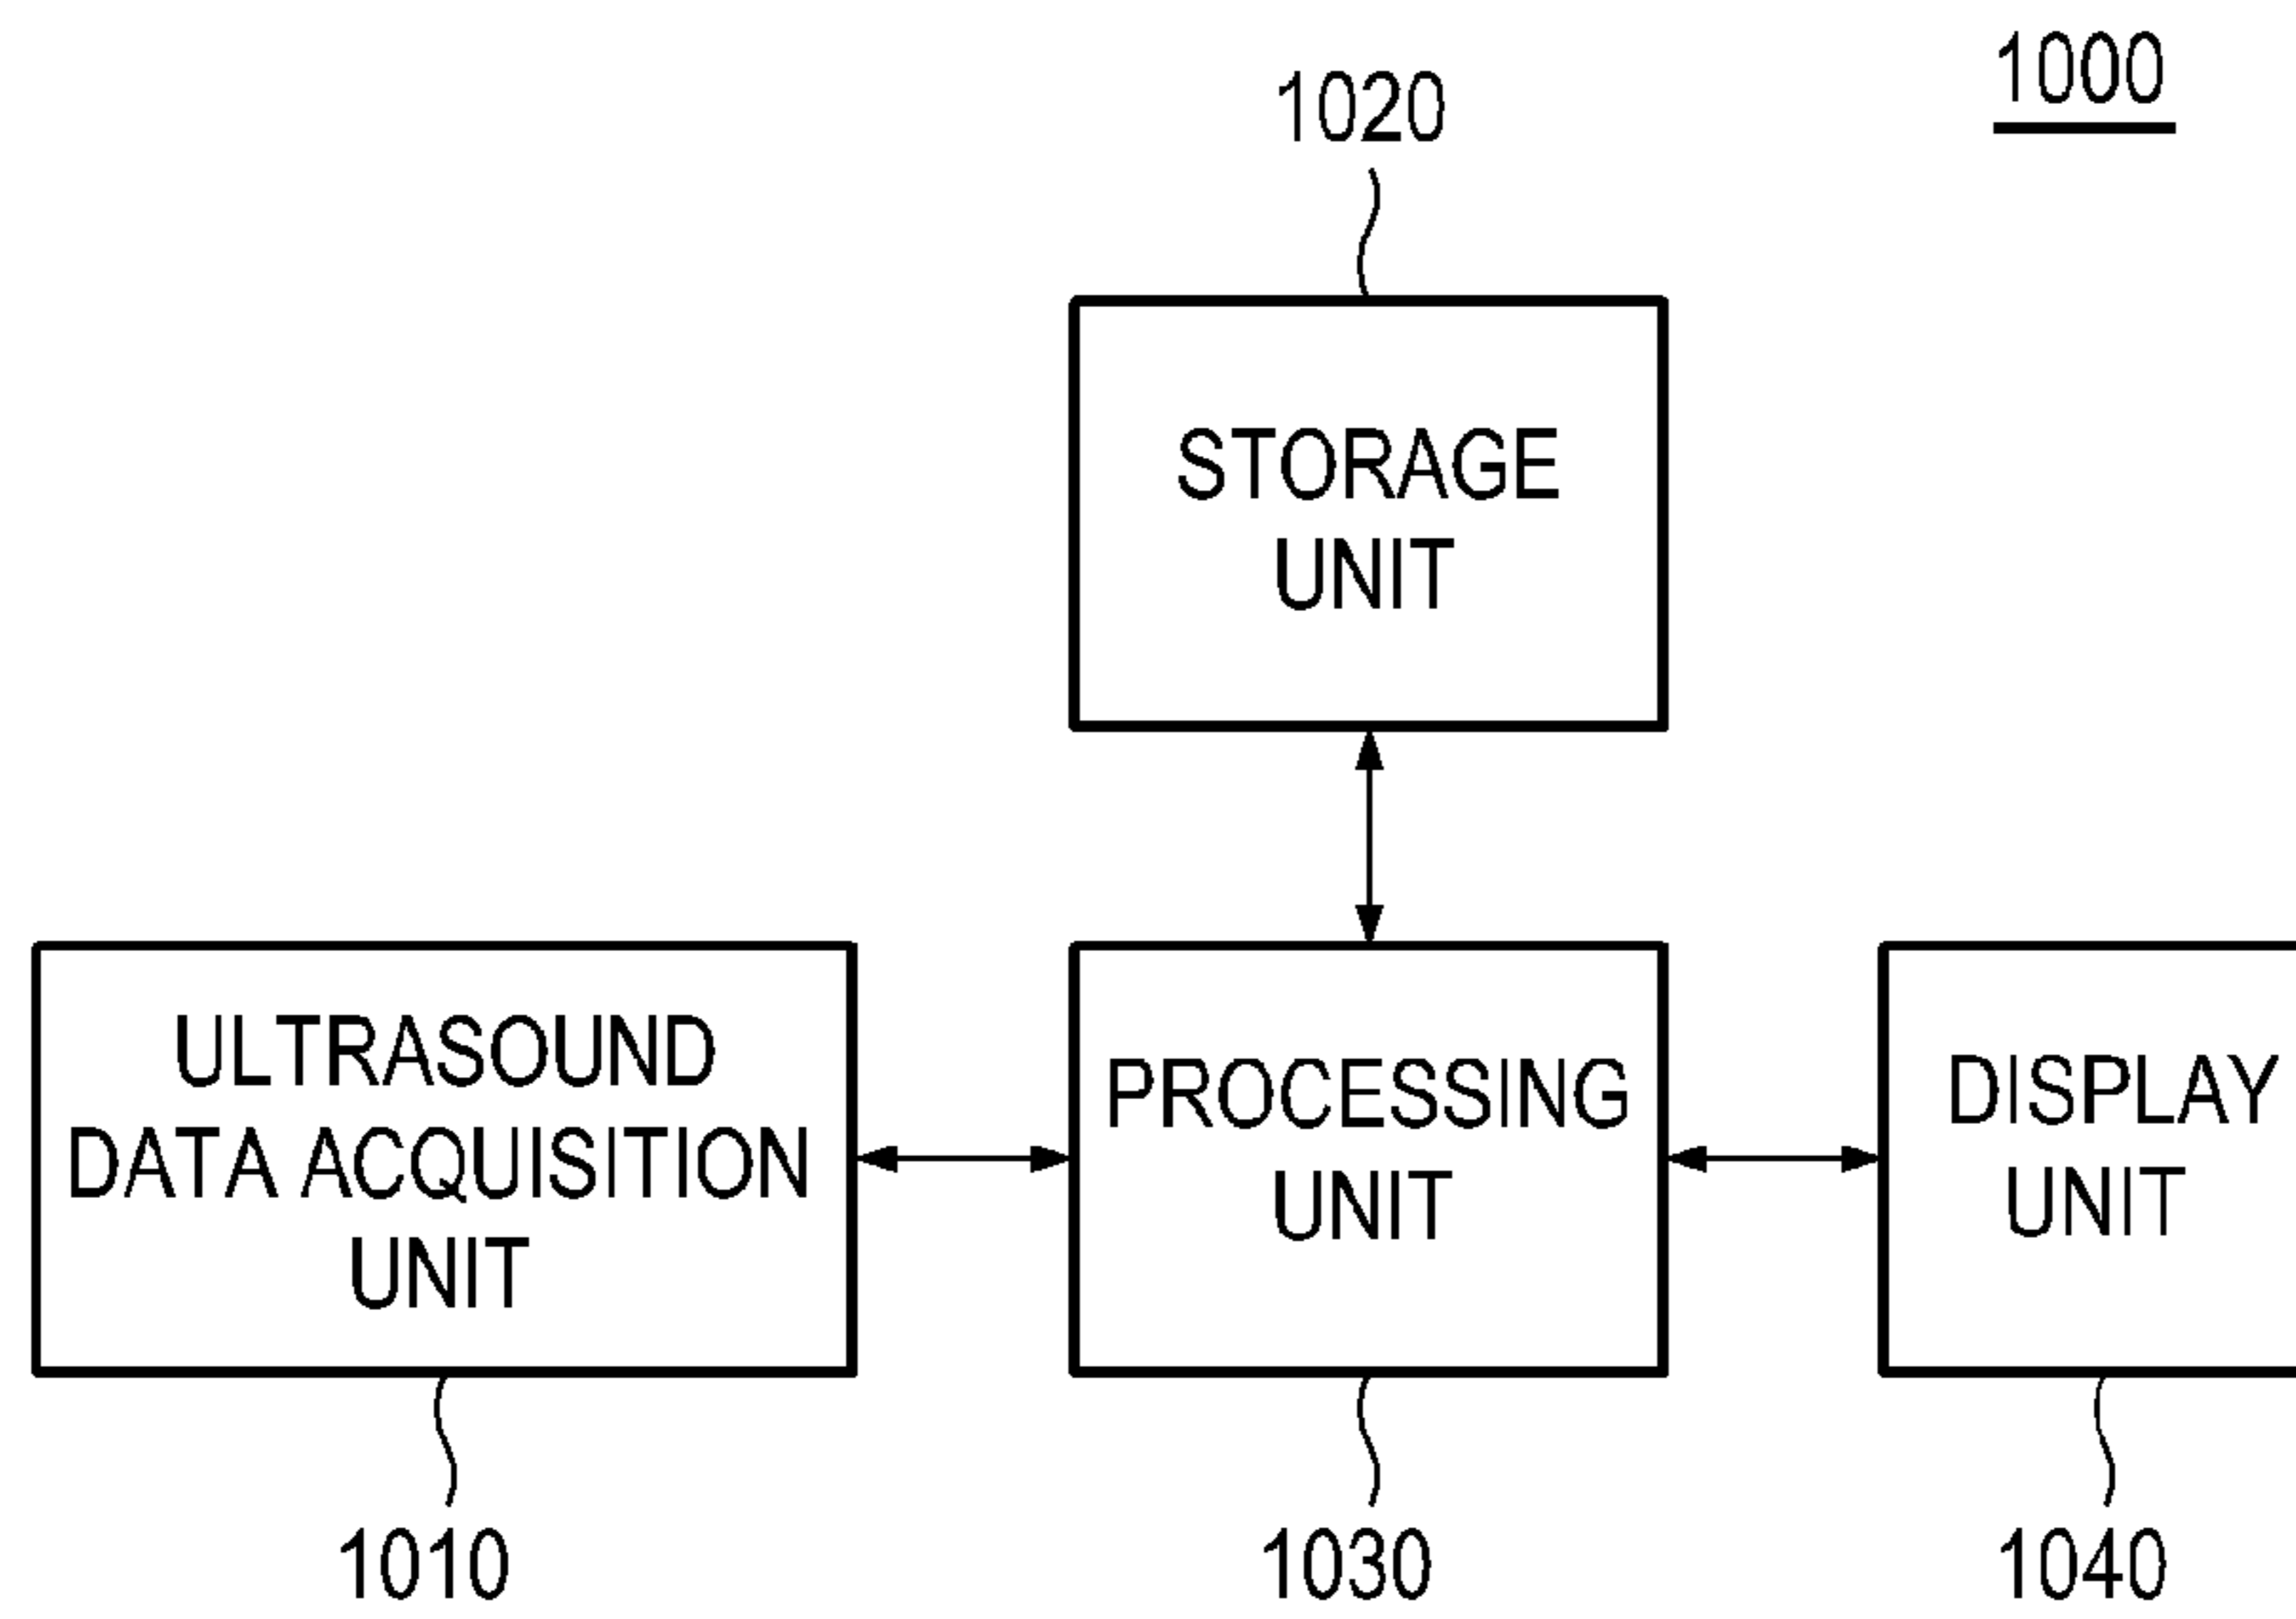 1000
1020
STORAGE
UNIT
ULTRASOUND
DATA ACQUISITION
UNIT
PROCESSING
UNIT
DISPLAY
UNIT
1010
1030
1040